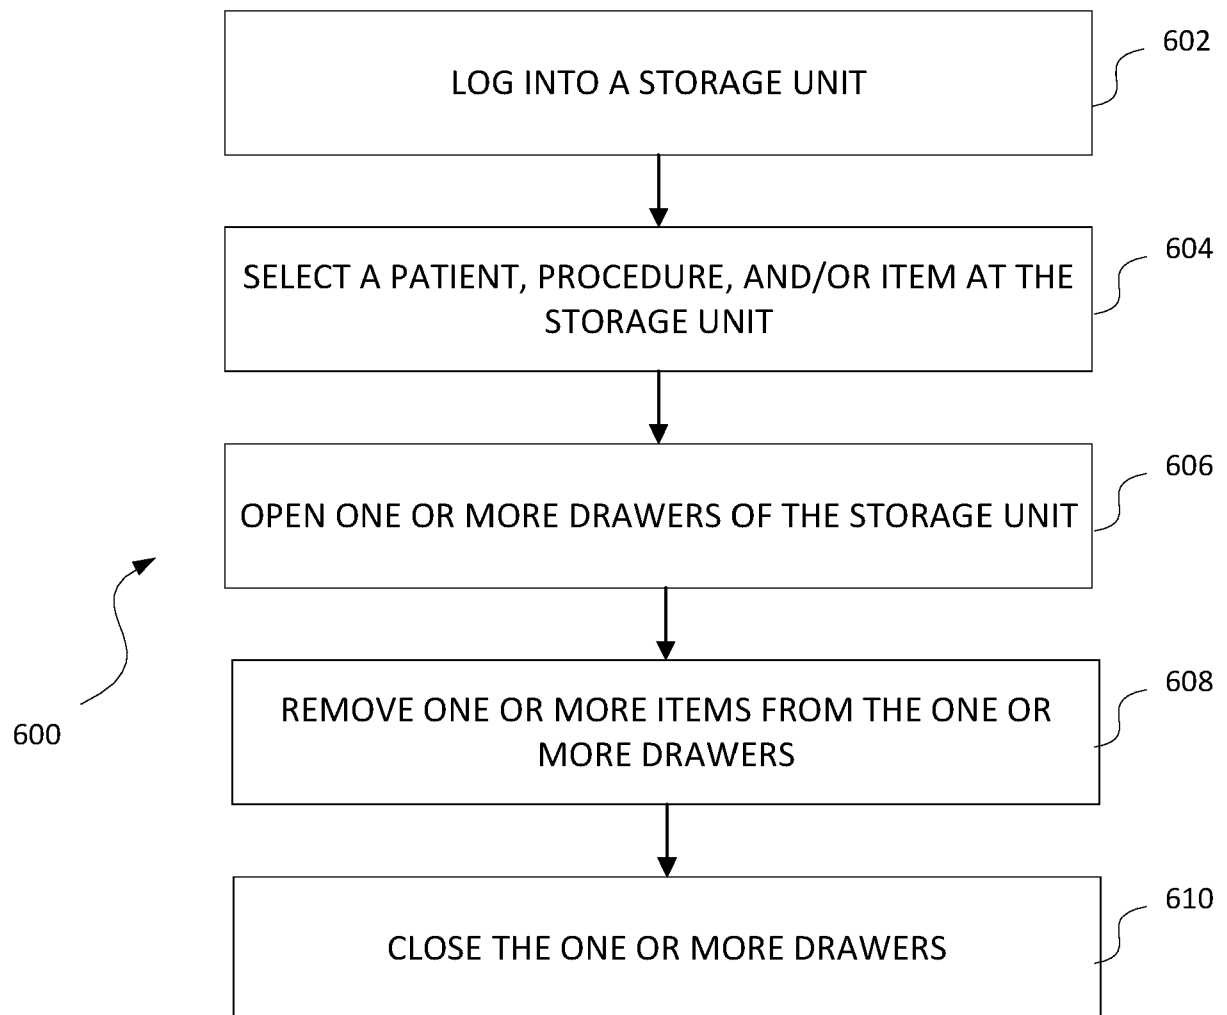 LOG INTO A STORAGE UNIT
602
SELECT A PATIENT, PROCEDURE, AND/OR ITEM AT THE
STORAGE UNIT
604
OPEN ONE OR MORE DRAWERS OF THE STORAGE UNIT
606
REMOVE ONE OR MORE ITEMS FROM THE ONE OR
MORE DRAWERS
608
600
CLOSE THE ONE OR MORE DRAWERS
610